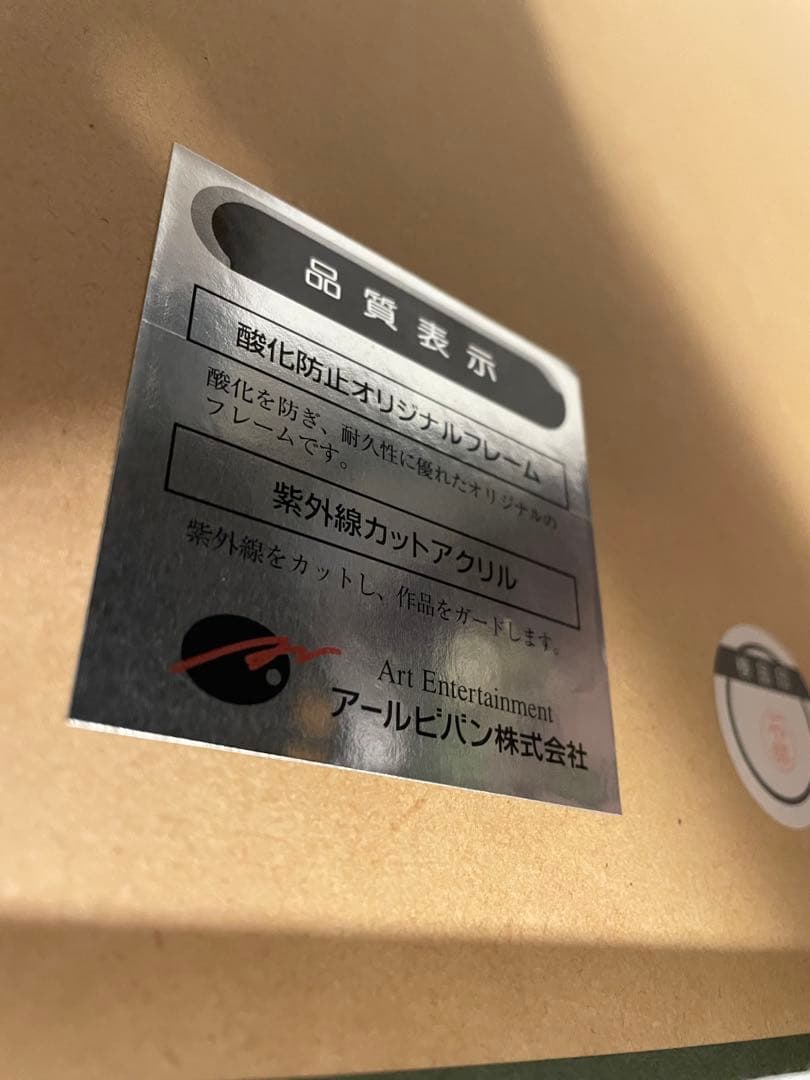 品質表示
酸化防止オリジナルフレーム
酸化を防ぎ、耐久性に優れたオリジナルの
フレームです。
紫外線カットアクリル
紫外線をカットし、作品をガードします。
Art Entertainment
アールビバン株式会社